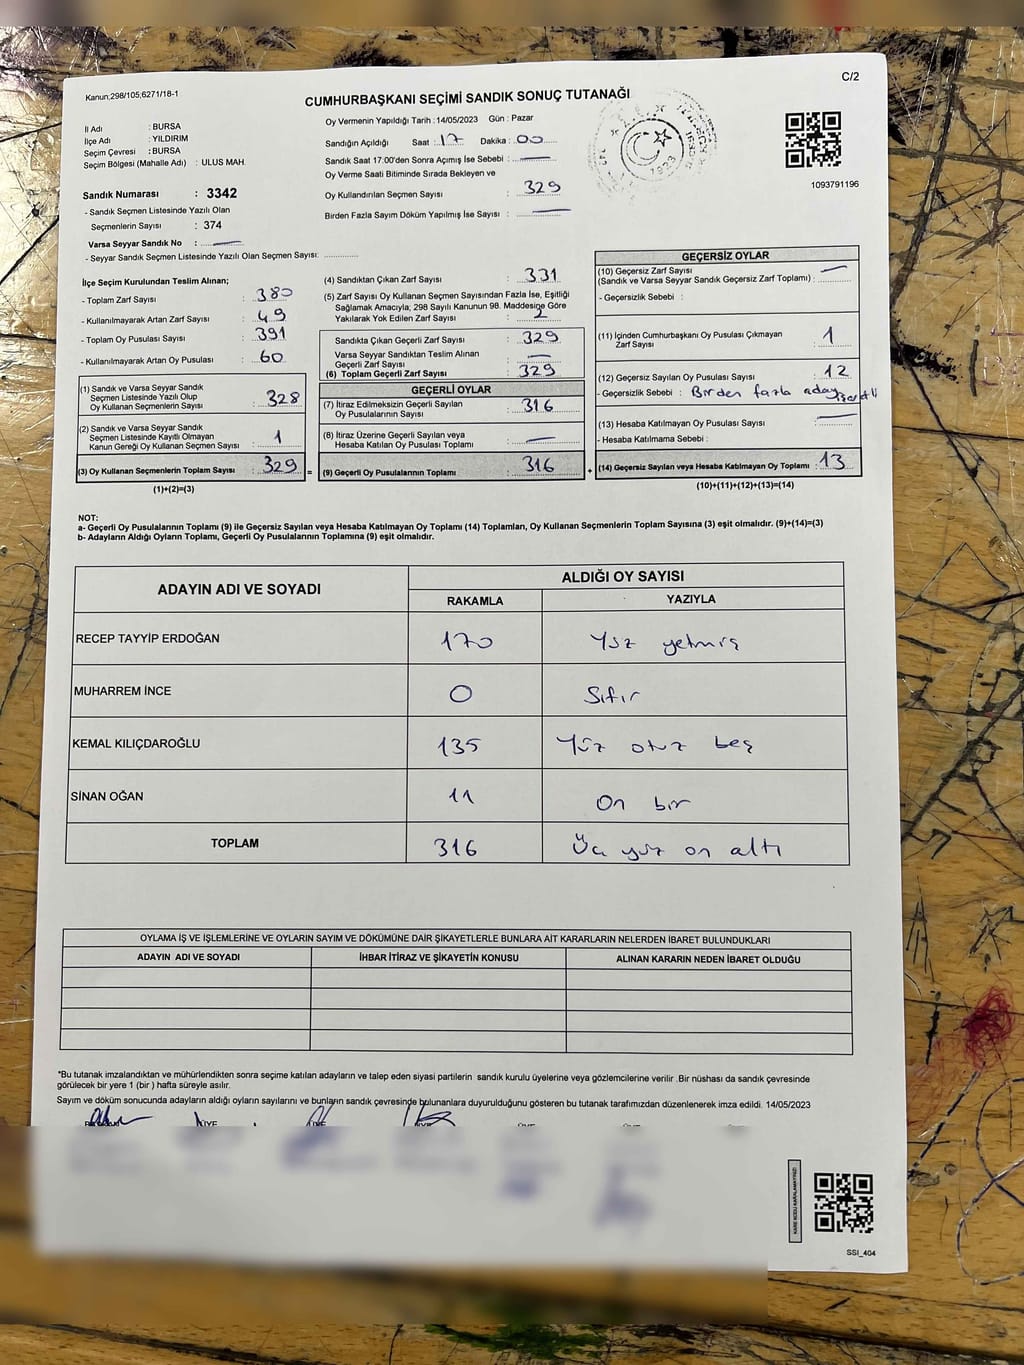 C/2
Kanun;298/105;6271/18-1
CUMHURBAŞKANI SEÇİMİ SANDIK SONUÇ TUTANAĞI
İl Adı : BURSA
İlçe Adı : YILDIRIM
Seçim Çevresi : BURSA
Seçim Bölgesi (Mahalle Adı) : ULUS MAH.
Sandık Numarası : 3342
- Sandık Seçmen Listesinde Yazılı Olan
Seçmenlerin Sayısı : 374
Varsa Seyyar Sandık No :
- Seyyar Sandık Seçmen Listesinde Yazılı Olan Seçmen Sayısı:
Oy Vermenin Yapıldığı Tarih : 14/05/2023 Gün : Pazar
Sandığın Açıldığı Saat : 17 Dakika : 00
Sandık Saat 17:00'den Sonra Açımış İse Sebebi :
Oy Verme Saati Bitiminde Sırada Bekleyen ve
Oy Kullandırılan Seçmen Sayısı : 329
Birden Fazla Sayım Döküm Yapılmış İse Sayısı :
1933
1093791196
İlçe Seçim Kurulundan Teslim Alınan;
- Toplam Zarf Sayısı : 380
- Kullanılmayarak Artan Zarf Sayısı : 49
- Toplam Oy Pusulası Sayısı : 391
- Kullanılmayarak Artan Oy Pusulası : 60
(1) Sandık ve Varsa Seyyar Sandık
Seçmen Listesinde Yazılı Olup
Oy Kullanan Seçmenlerin Sayısı : 328
(2) Sandık ve Varsa Seyyar Sandık
Seçmen Listesinde Kayıtlı Olmayan
Kanun Gereği Oy Kullanan Seçmen Sayısı : 1
(3) Oy Kullanan Seçmenlerin Toplam Sayısı : 329
(1)+(2)=(3)
(4) Sandıktan Çıkan Zarf Sayısı : 331
(5) Zarf Sayısı Oy Kullanan Seçmen Sayısından Fazla İse, Eşitliği
Sağlamak Amacıyla; 298 Sayılı Kanunun 98. Maddesine Göre
Yakılarak Yok Edilen Zarf Sayısı : 2
Sandıkta Çıkan Geçerli Zarf Sayısı : 329
Varsa Seyyar Sandıktan Teslim Alınan
Geçerli Zarf Sayısı :
(6) Toplam Geçerli Zarf Sayısı : 329
GEÇERLİ OYLAR
(7) İtiraz Edilmeksizin Geçerli Sayılan
Oy Pusulalarının Sayısı : 316
(8) İtiraz Üzerine Geçerli Sayılan veya
Hesaba Katılan Oy Pusulası Toplamı :
= (9) Geçerli Oy Pusulalarının Toplamı : 316
GEÇERSİZ OYLAR
(10) Geçersiz Zarf Sayısı :
(Sandık ve Varsa Seyyar Sandık Geçersiz Zarf Toplamı)
- Geçersizlik Sebebi :
(11) İçinden Cumhurbaşkanı Oy Pusulası Çıkmayan
Zarf Sayısı : 1
(12) Geçersiz Sayılan Oy Pusulası Sayısı : 12
- Geçersizlik Sebebi : Birden fazla aday
(13) Hesaba Katılmayan Oy Pusulası Sayısı :
- Hesaba Katılmama Sebebi :
+ (14) Geçersiz Sayılan veya Hesaba Katılmayan Oy Toplamı : 13
(10)+(11)+(12)+(13)=(14)
NOT:
a- Geçerli Oy Pusulalarının Toplamı (9) ile Geçersiz Sayılan veya Hesaba Katılmayan Oy Toplamı (14) Toplamları, Oy Kullanan Seçmenlerin Toplam Sayısına (3) eşit olmalıdır. (9)+(14)=(3)
b- Adayların Aldığı Oyların Toplamı, Geçerli Oy Pusulalarının Toplamına (9) eşit olmalıdır.
ADAYIN ADI VE SOYADI ALDIĞI OY SAYISI
RAKAMLA YAZIYLA
RECEP TAYYİP ERDOĞAN 170 Yüz yetmiş
MUHARREM İNCE 0 Sıfır
KEMAL KILIÇDAROĞLU 135 Yüz otuz beş
SİNAN OĞAN 11 On bir
TOPLAM 316 Üç yüz on altı
OYLAMA İŞ VE İŞLEMLERİNE VE OYLARIN SAYIM VE DÖKÜMÜNE DAİR ŞİKAYETLERLE BUNLARA AİT KARARLARIN NELERDEN İBARET BULUNDUKLARI
ADAYIN ADI VE SOYADI İHBAR İTİRAZ VE ŞİKAYETİN KONUSU ALINAN KARARIN NEDEN İBARET OLDUĞU
*Bu tutanak imzalandıktan ve mühürlendikten sonra seçime katılan adayların ve talep eden siyasi partilerin sandık kurulu üyelerine veya gözlemcilerine verilir .Bir nüshası da sandık çevresinde
görülecek bir yere 1 (bir ) hafta süreyle asılır.
Sayım ve döküm sonucunda adayların aldığı oyların sayılarını ve bunların sandık çevresinde bulunanlara duyurulduğunu gösteren bu tutanak tarafımızdan düzenlenerek imza edildi. 14/05/2023
SSI_404